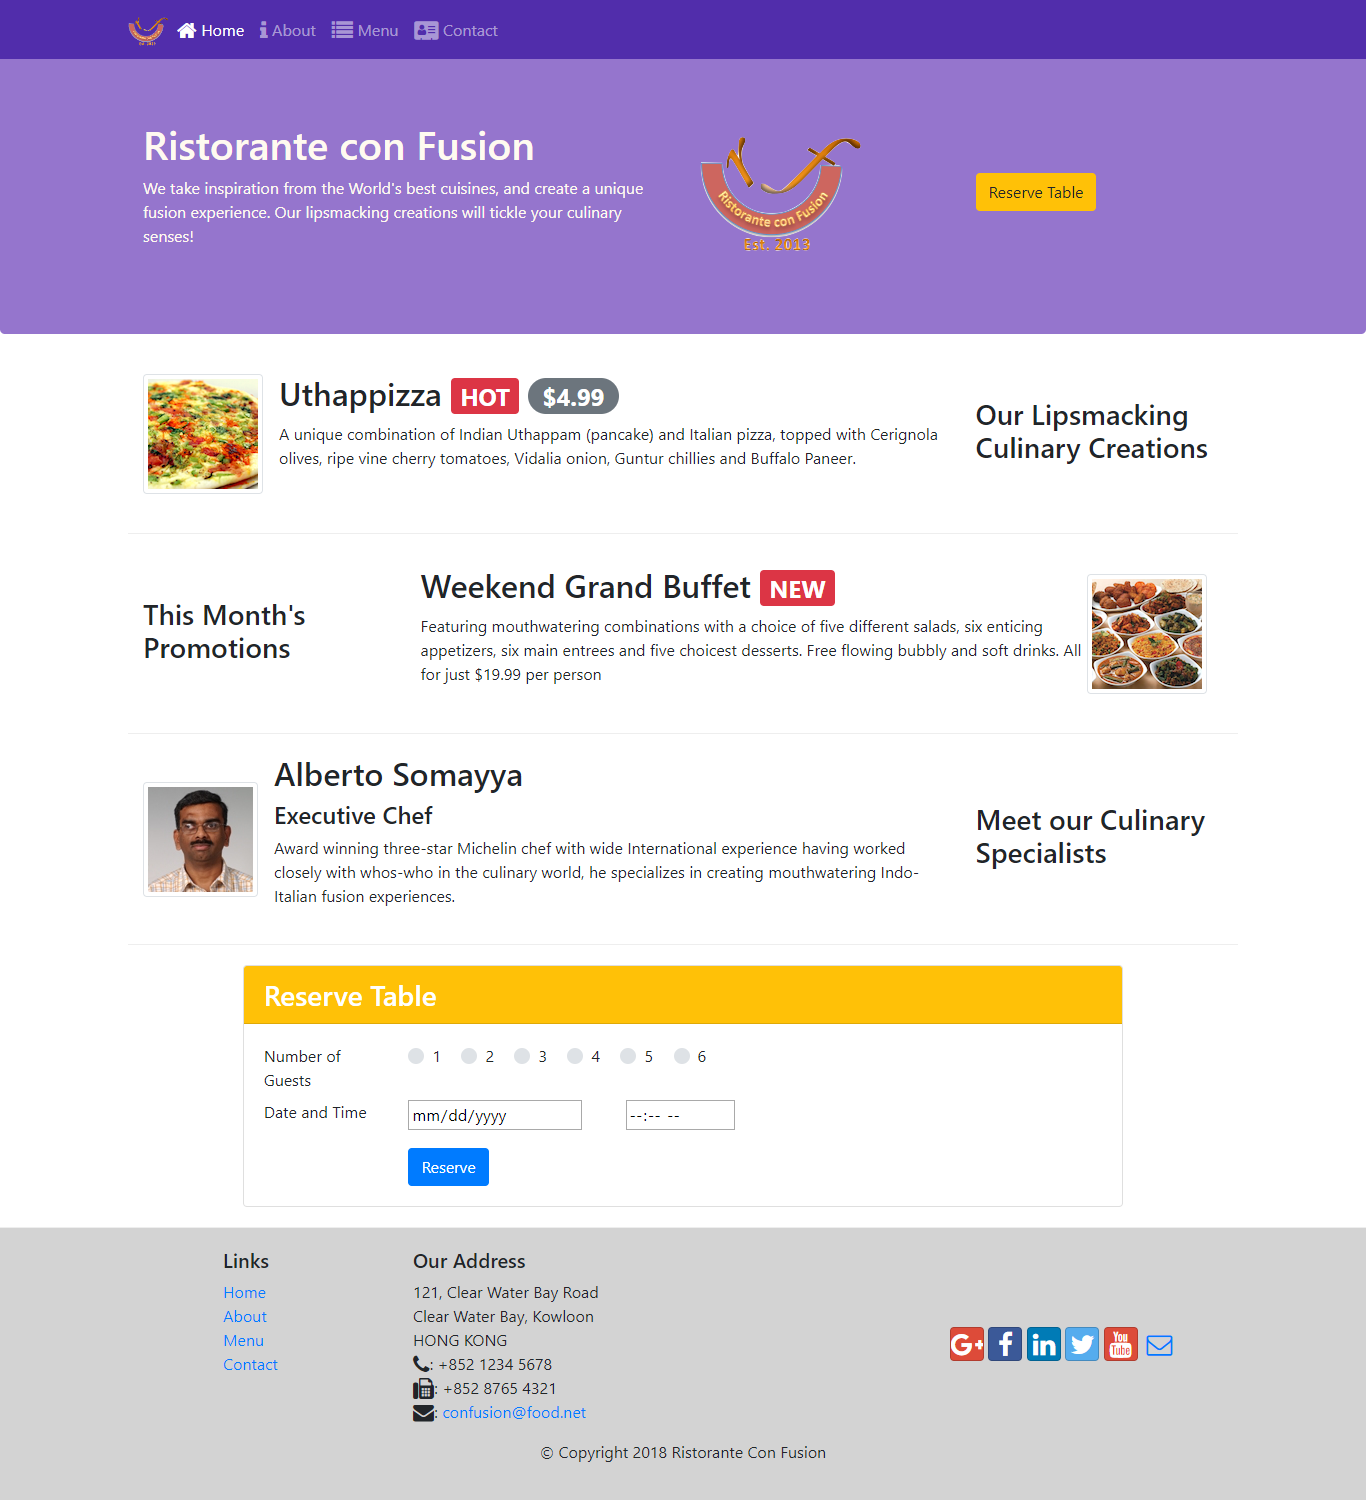 Home About Menu Contact
Ristorante con Fusion
We take inspiration from the World's best cuisines, and create a unique
fusion experience. Our lipsmacking creations will tickle your culinary
senses!
Ristorante con Fusion
Est. 2013
Reserve Table
Uthappizza HOT $4.99
A unique combination of Indian Uthappam (pancake) and Italian pizza, topped with Cerignola
olives, ripe vine cherry tomatoes, Vidalia onion, Guntur chillies and Buffalo Paneer.
Our Lipsmacking
Culinary Creations
This Month's
Promotions
Weekend Grand Buffet NEW
Featuring mouthwatering combinations with a choice of five different salads, six enticing
appetizers, six main entrees and five choicest desserts. Free flowing bubbly and soft drinks. All
for just $19.99 per person
Alberto Somayya
Executive Chef
Award winning three-star Michelin chef with wide International experience having worked
closely with whos-who in the culinary world, he specializes in creating mouthwatering Indo-
Italian fusion experiences.
Meet our Culinary
Specialists
Reserve Table
Number of
Guests
1 2 3 4 5 6
Date and Time
mm/dd/yyyy
--:-- --
Reserve
Links
Home
About
Menu
Contact
Our Address
121, Clear Water Bay Road
Clear Water Bay, Kowloon
HONG KONG
: +852 1234 5678
: +852 8765 4321
: confusion@food.net
G+ f in You Tube
© Copyright 2018 Ristorante Con Fusion